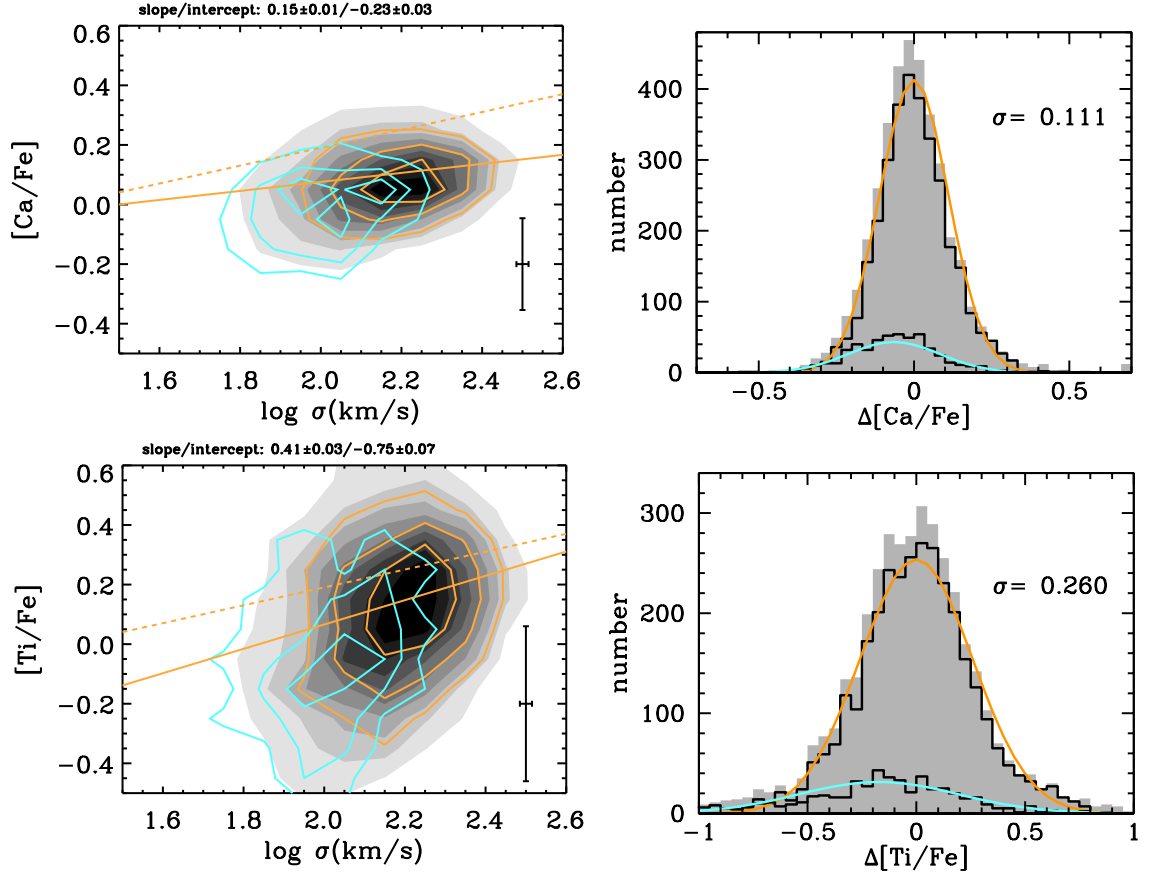 slope/intercept: 0.15±0.01/−0.23±0.03
0.6
0.4
0.2
0.0
−0.2
−0.4
[Ca/Fe]
1.6 1.8 2.0 2.2 2.4 2.6
log σ(km/s)
400
300
200
100
0
number
σ= 0.111
−0.5 0 0.5
Δ[Ca/Fe]
slope/intercept: 0.41±0.03/−0.75±0.07
0.6
0.4
0.2
0.0
−0.2
−0.4
[Ti/Fe]
1.6 1.8 2.0 2.2 2.4 2.6
log σ(km/s)
300
200
100
0
number
σ= 0.260
−1 −0.5 0 0.5 1
Δ[Ti/Fe]